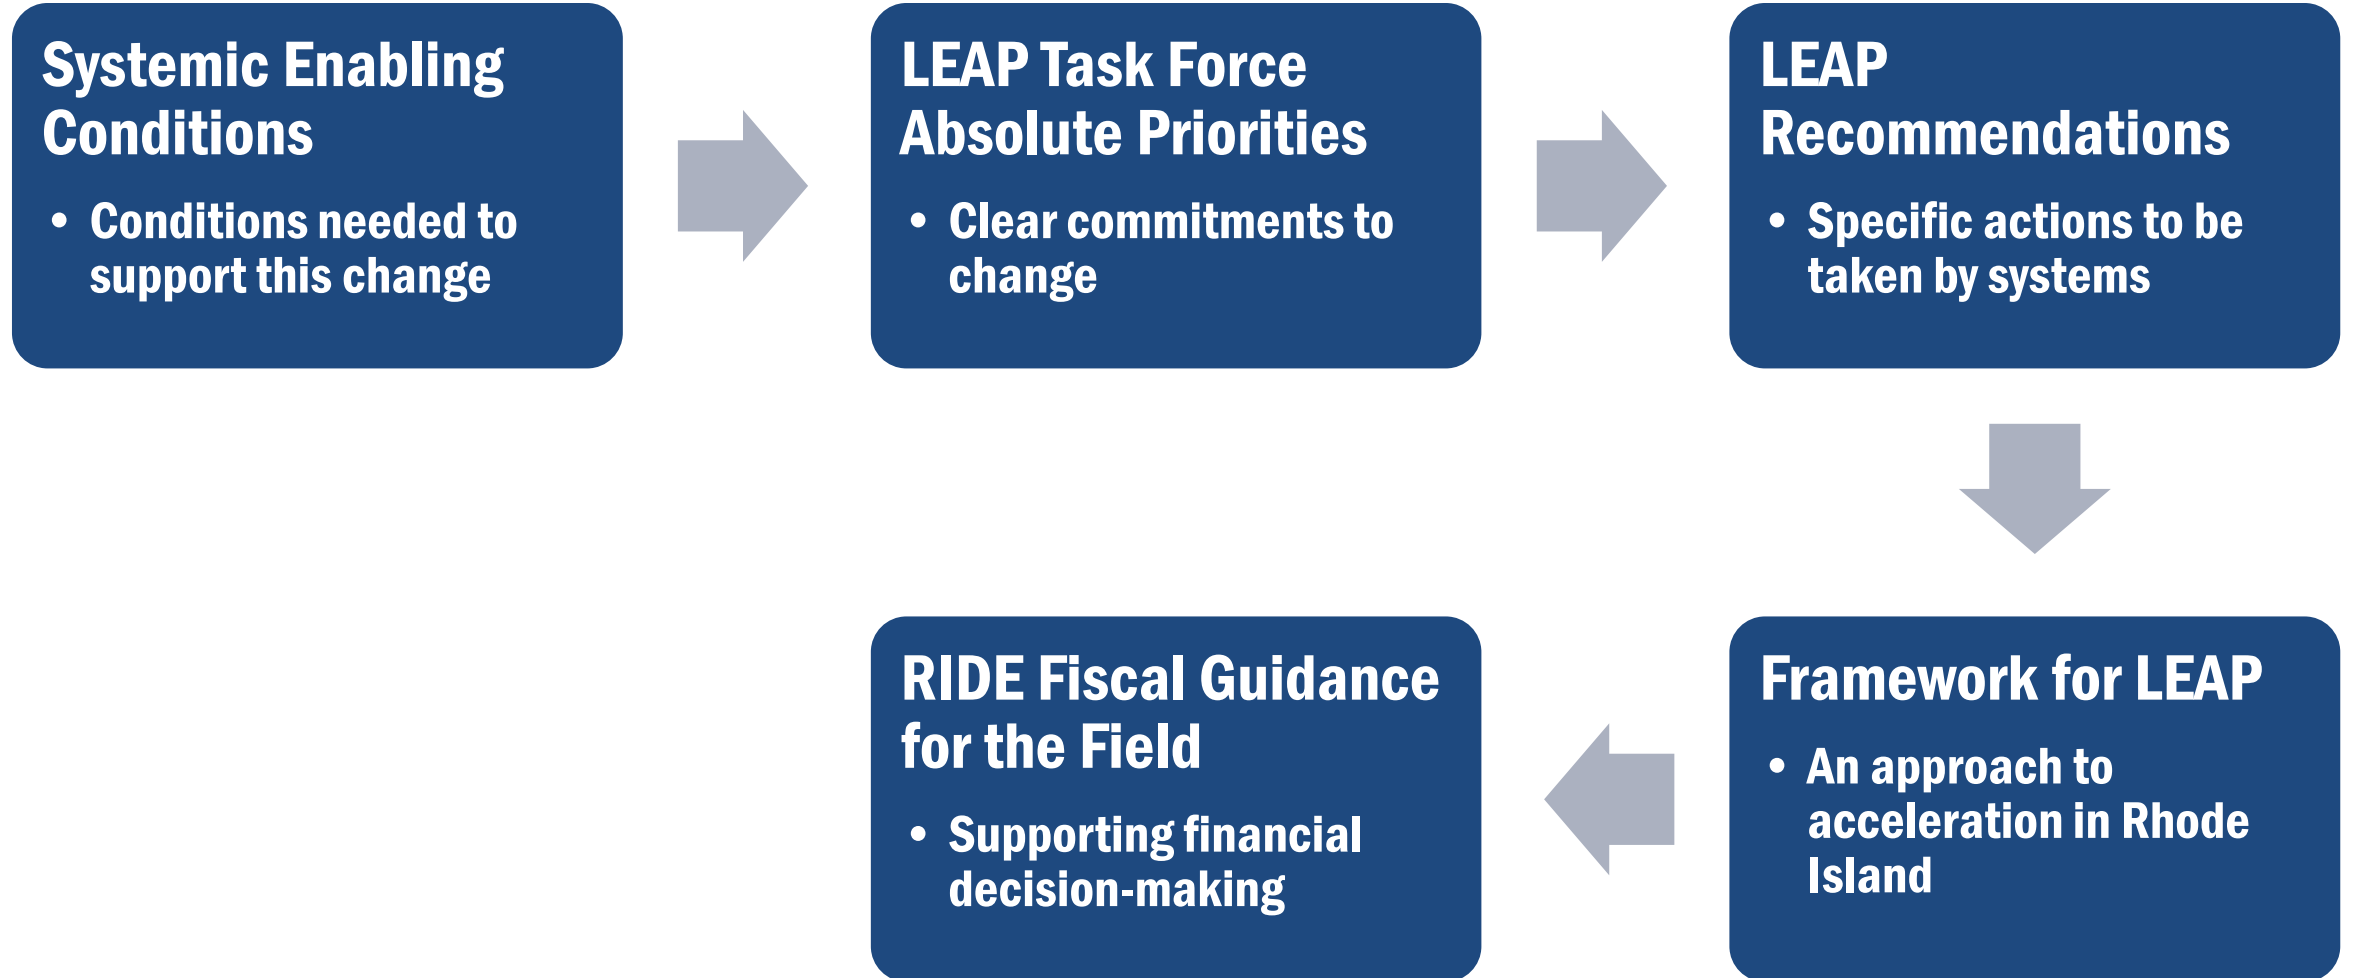 Systemic Enabling
Conditions
• Conditions needed to
support this change
LEAP Task Force
Absolute Priorities
• Clear commitments to
change
LEAP
Recommendations
• Specific actions to be
taken by systems
Framework for LEAP
• An approach to
acceleration in Rhode
Island
RIDE Fiscal Guidance
for the Field
• Supporting financial
decision-making